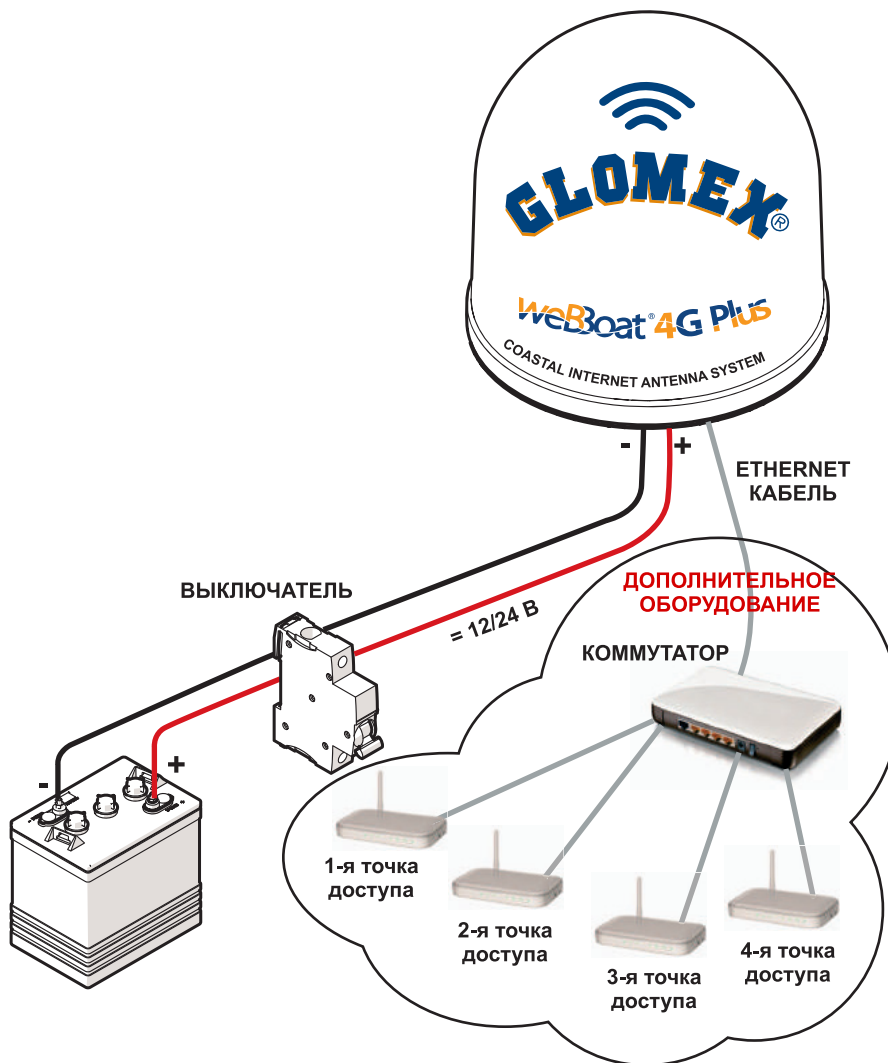 GLOMEX®
weBBoat® 4G Plus
COASTAL INTERNET ANTENNA SYSTEM
- +
ETHERNET
КАБЕЛЬ
ВЫКЛЮЧАТЕЛЬ
= 12/24 В
ДОПОЛНИТЕЛЬНОЕ
ОБОРУДОВАНИЕ
КОММУТАТОР
- +
1-я точка
доступа
2-я точка
доступа
3-я точка
доступа
4-я точка
доступа